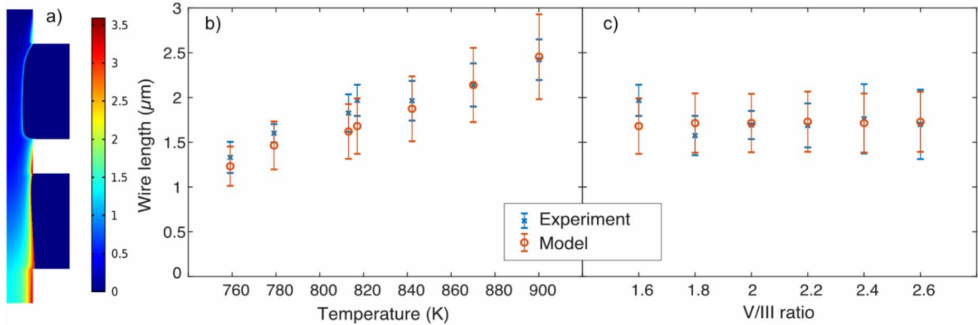 a)
3.5
3
2.5
2
1.5
1
0.5
0
Wire length (µm)
3
2.5
2
1.5
1
0.5
0
b)
760 780 800 820 840 860 880 900
Temperature (K)
Experiment
Model
c)
1.6 1.8 2.0 2.2 2.4 2.6
V/III ratio